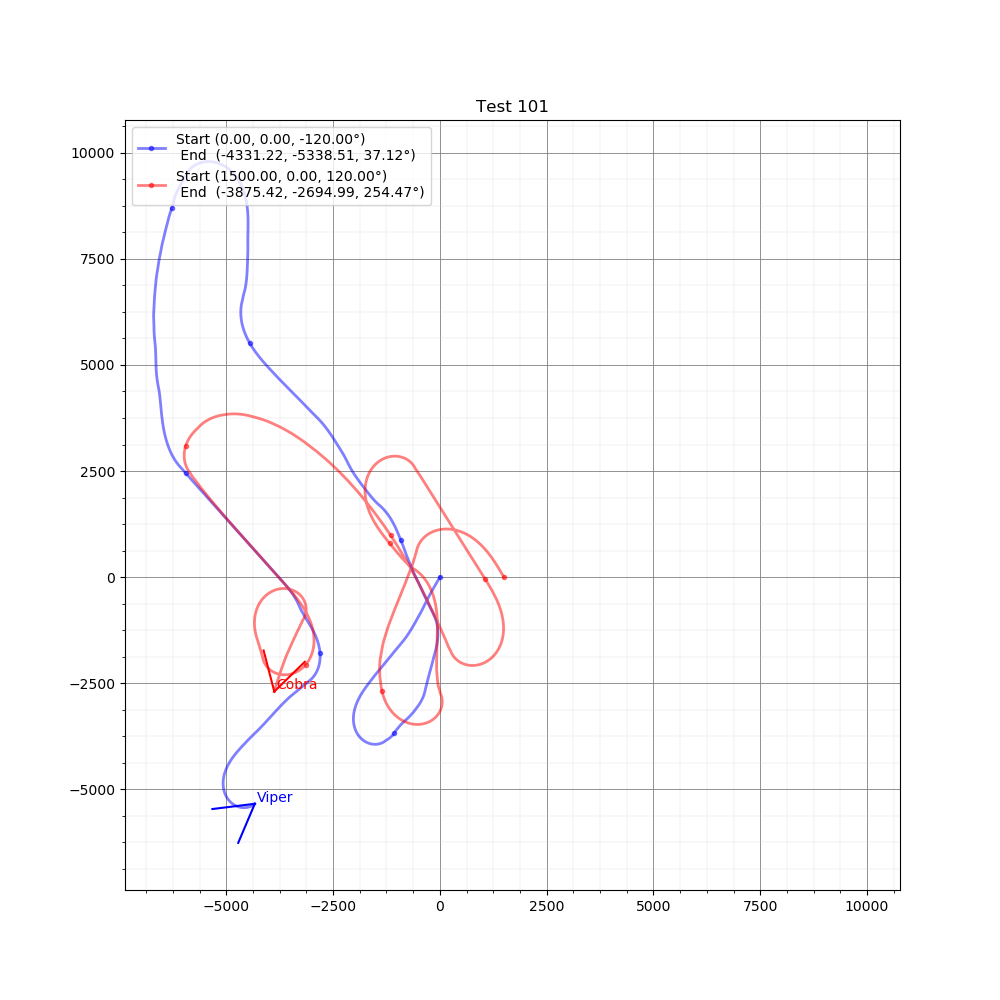 Test 101
Start (0.00, 0.00, -120.00°)
End (-4331.22, -5338.51, 37.12°)
Start (1500.00, 0.00, 120.00°)
End (-3875.42, -2694.99, 254.47°)
10000
7500
5000
2500
0
−2500
−5000
Cobra
Viper
−5000
−2500
0
2500
5000
7500
10000